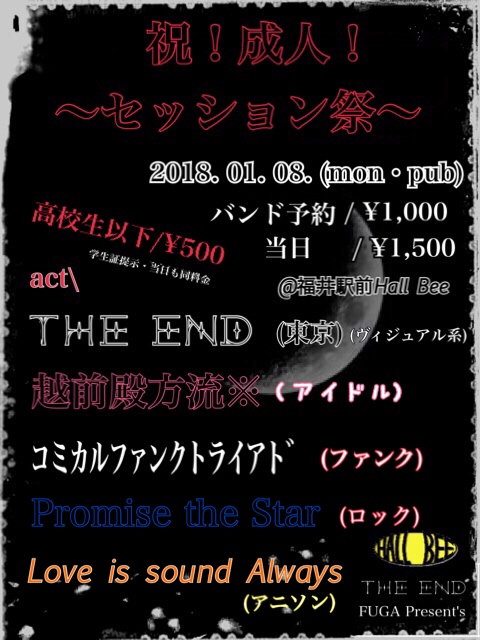 祝！成人！
〜セッション祭〜
2018. 01. 08. (mon・pub)
バンド予約 / ¥1,000
高校生以下/¥500
学生証提示・当日も同料金
当日 / ¥1,500
@福井駅前Hall Bee
act\
THE END (東京) (ヴィジュアル系)
越前殿方流※ (アイドル)
コミカルファンクトライアド (ファンク)
Promise the Star (ロック)
HALL BEE
Love is sound Always
(アニソン)
THE END
FUGA Present's